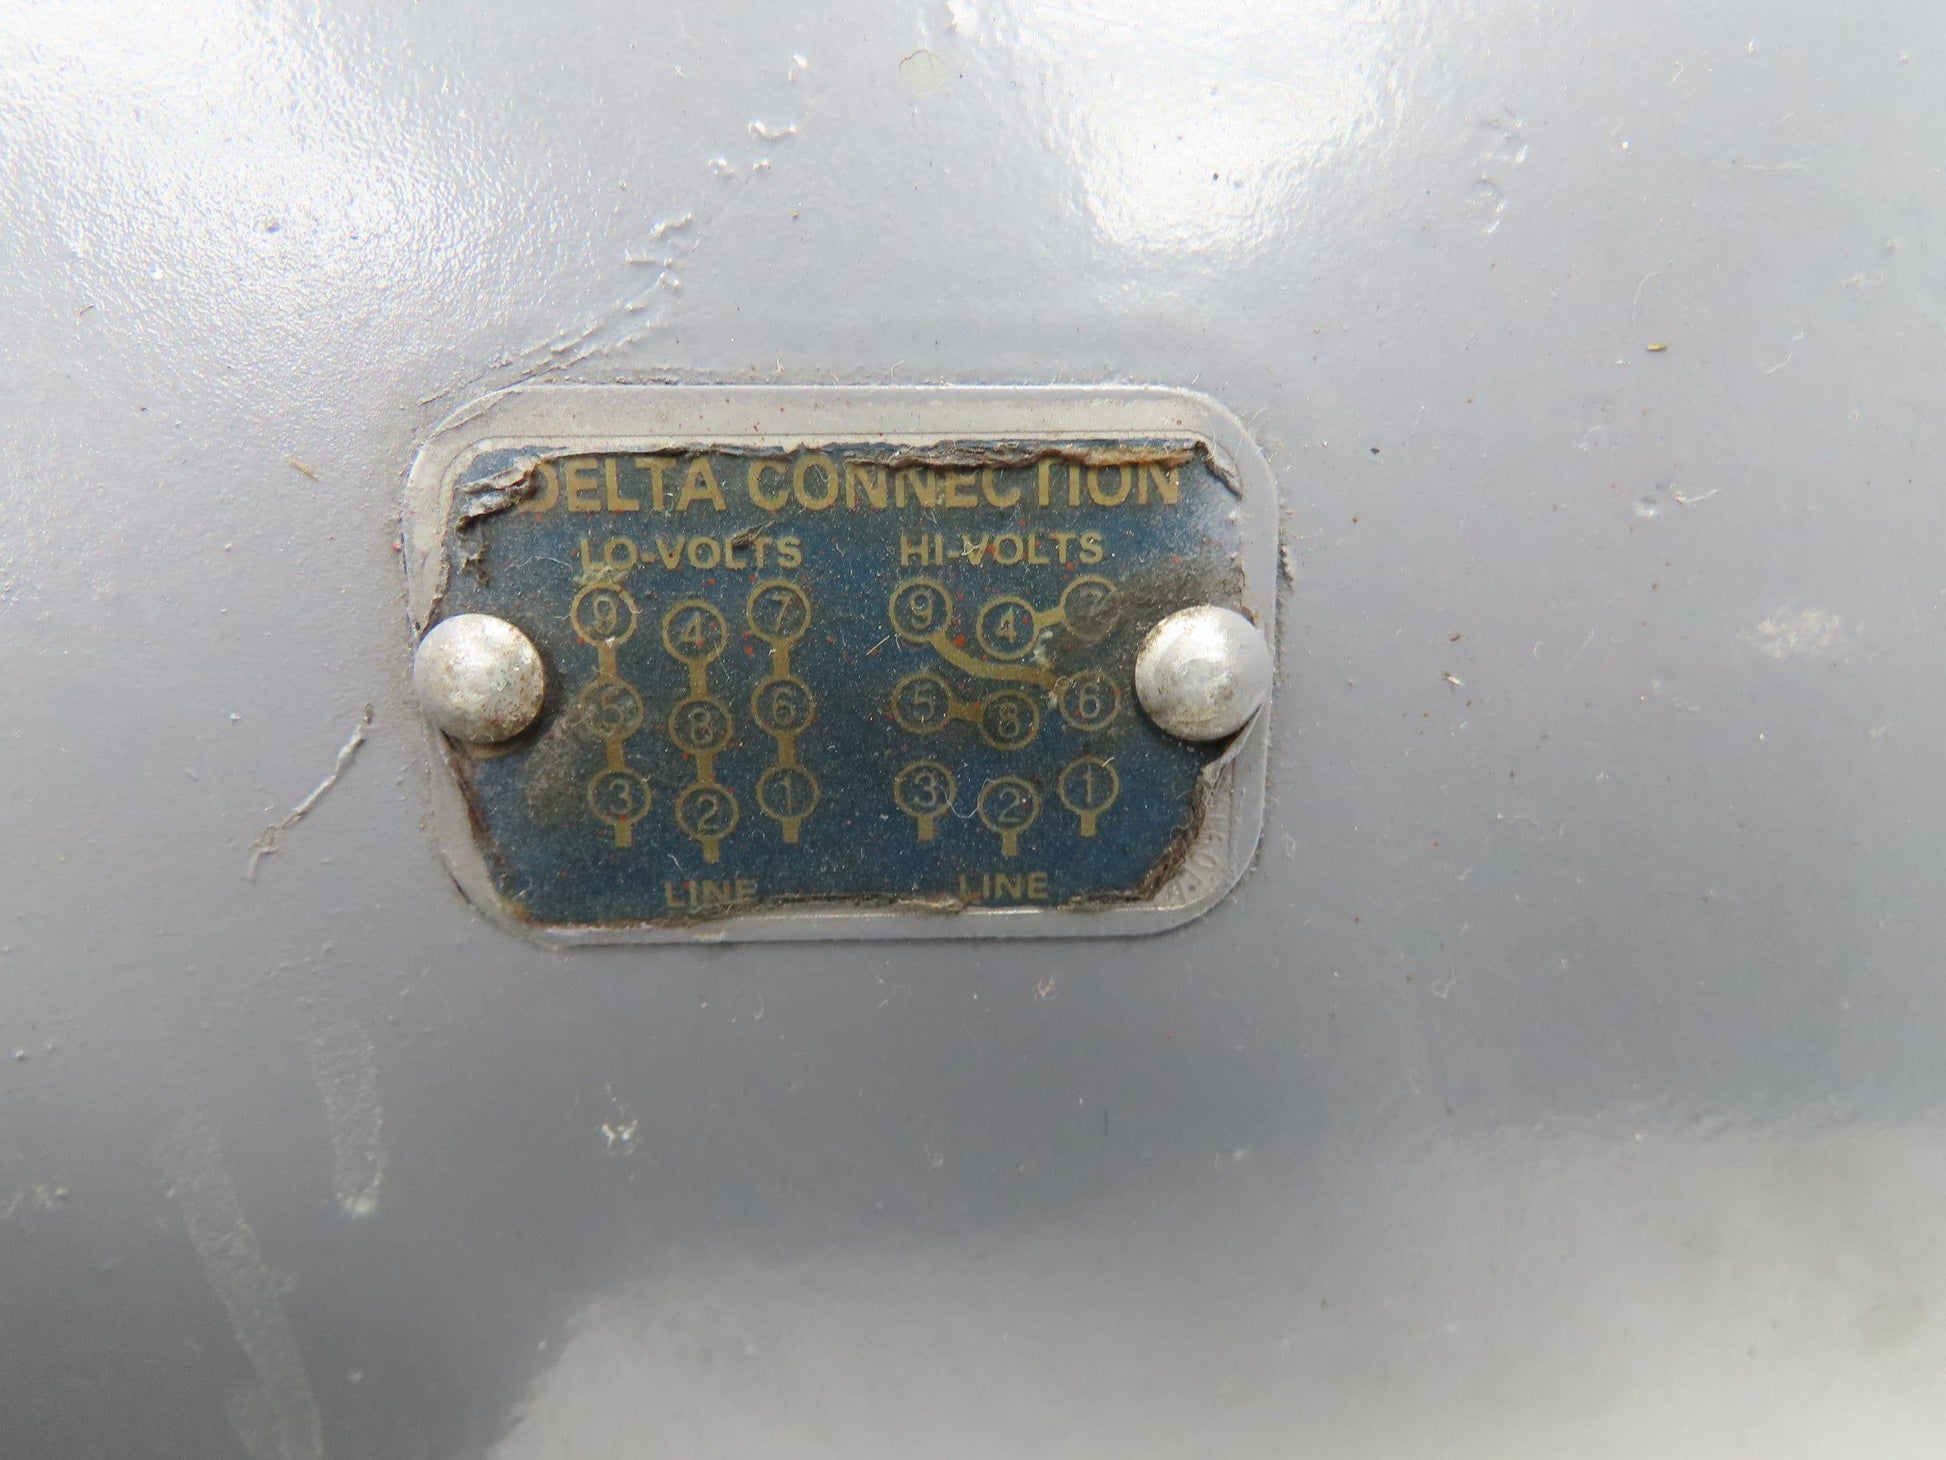 DELTA CONNECTION
LO-VOLTS HI-VOLTS
9 4 7 9 4 7
5 8 6 5 8 6
3 2 1 3 2 1
LINE LINE